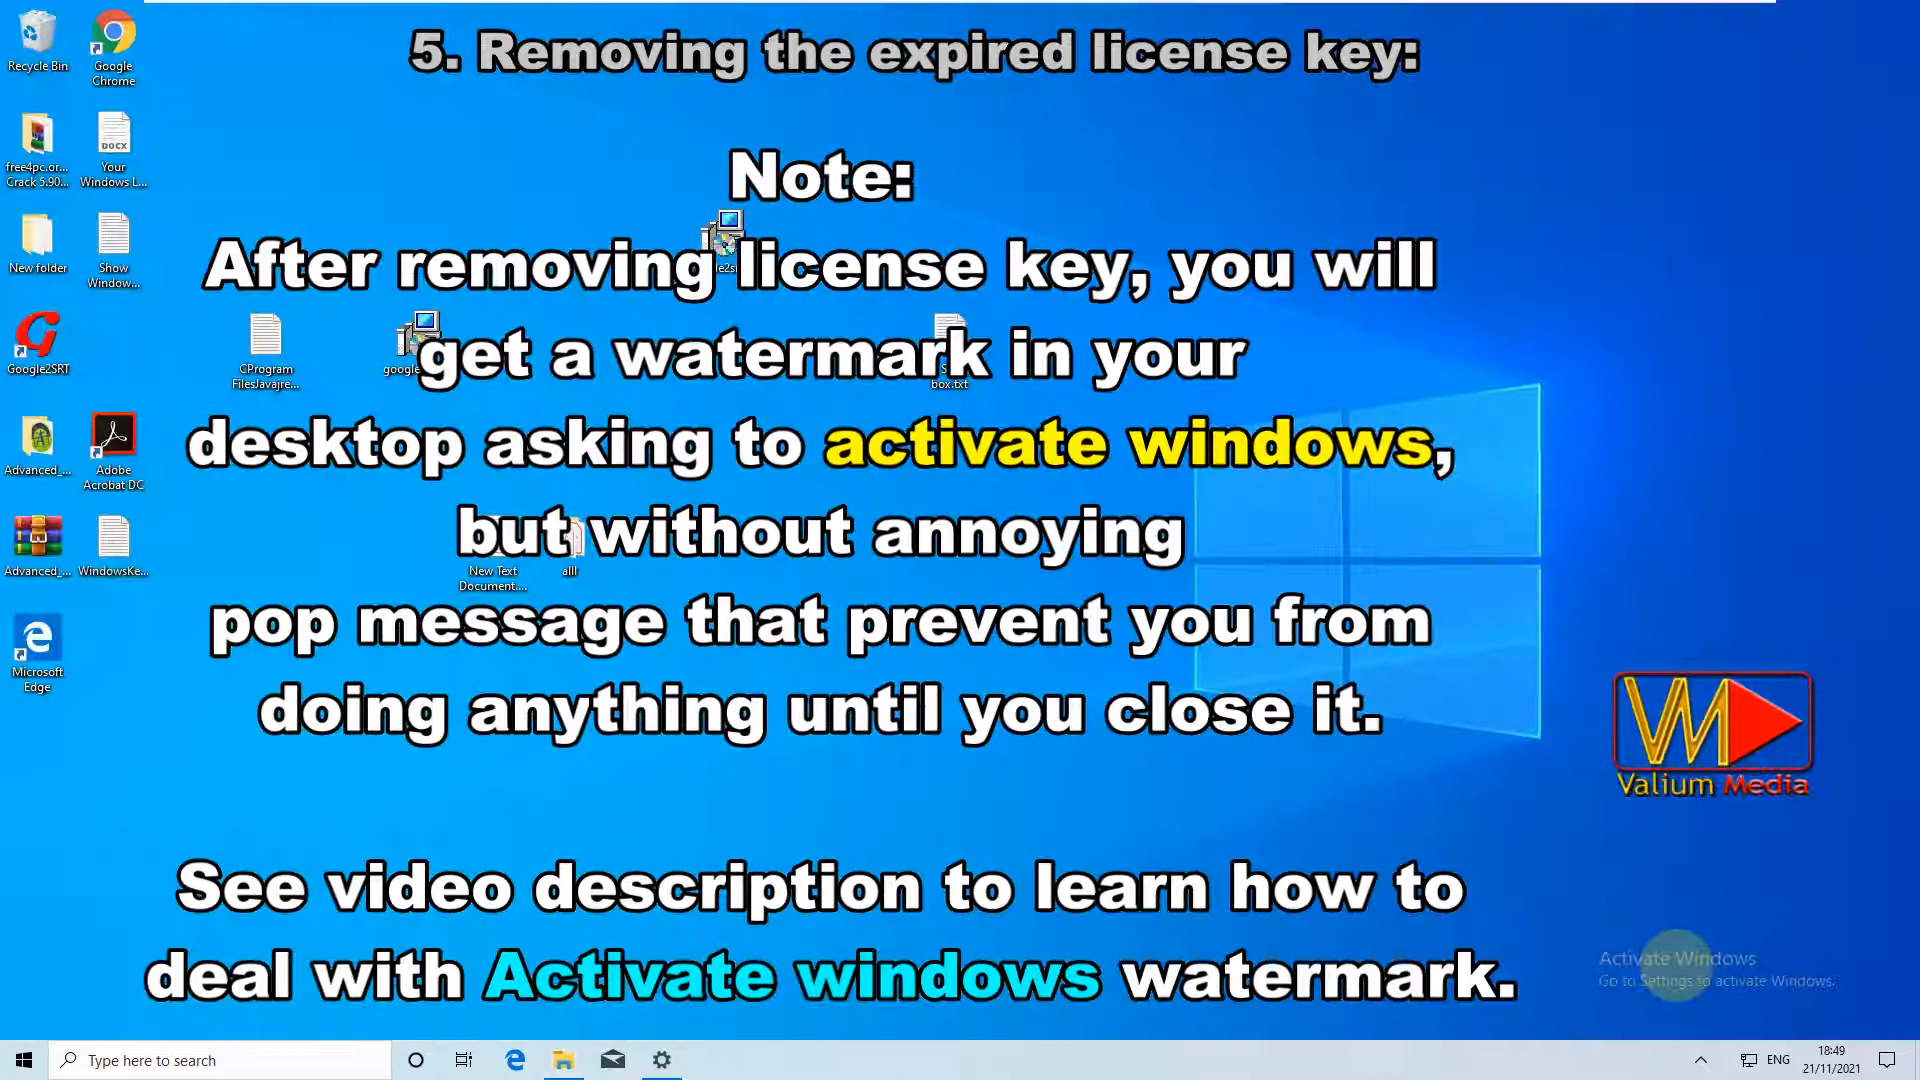 5. Removing the expired license key:
Note:
After removing license key, you will
get a watermark in your
desktop asking to activate windows,
but without annoying
pop message that prevent you from
doing anything until you close it.
See video description to learn how to
deal with Activate windows watermark.
Recycle Bin
Google
Chrome
free4pc.or...
Crack 5.90...
Your
Windows L...
New folder
Show
Window...
Google2SRT
CProgram
FilesJavajre...
google
box.txt
Advanced_...
Adobe
Acrobat DC
Advanced_...
WindowsKe...
New Text
Document....
alll
Microsoft
Edge
VM
Valium Media
Activate Windows
Go to Settings to activate Windows.
Type here to search
ENG
18:49
21/11/2021